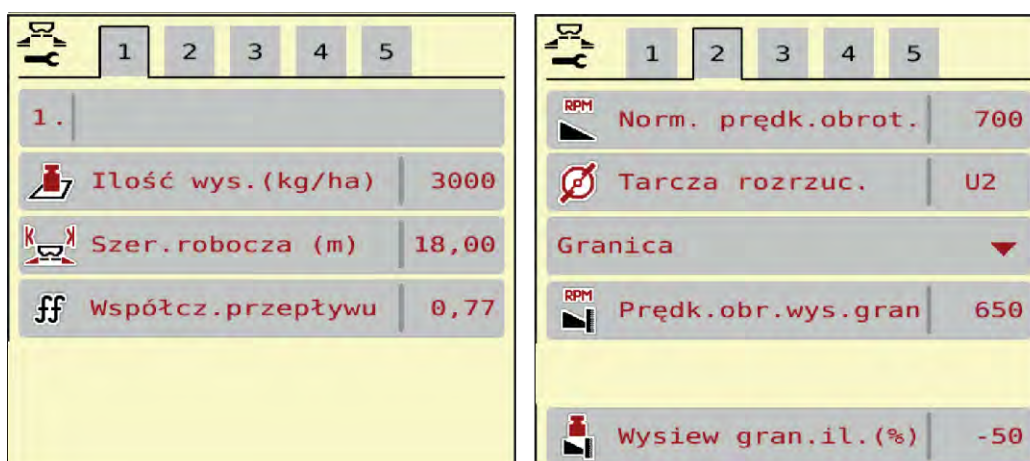 1 2 3 4 5
1.
Ilość wys.(kg/ha) 3000
K K
Szer.robocza (m) 18,00
ff Współcz.przepływu 0,77
1 2 3 4 5
RPM
Norm. prędk.obrot. 700
Tarcza rozrzuc. U2
Granica
RPM
Prędk.obr.wys.gran 650
Wysiew gran.il.(%) -50